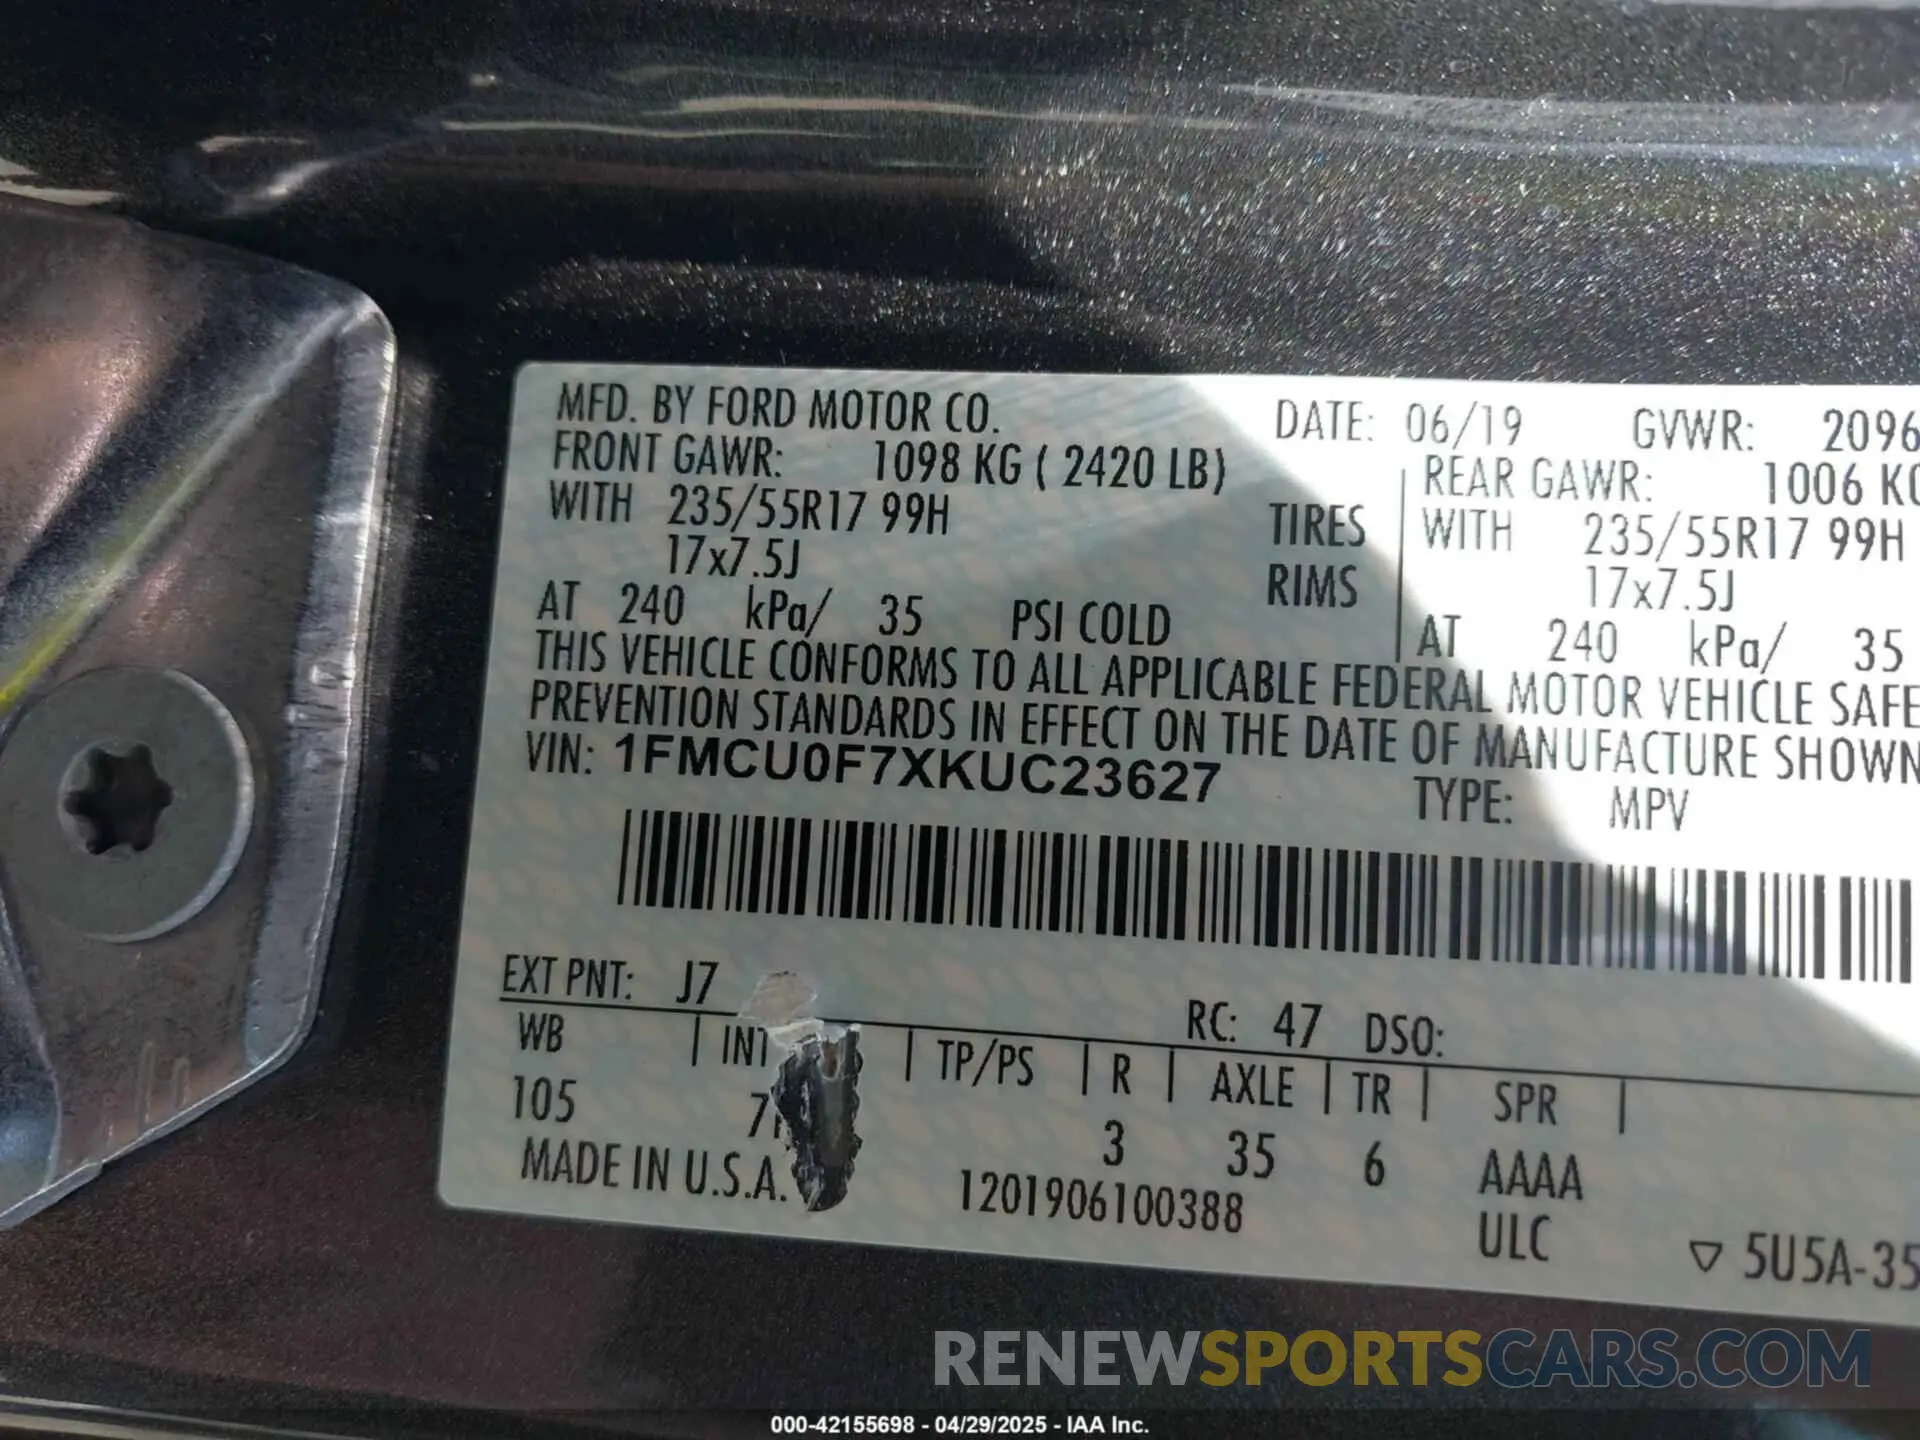 MFD. BY FORD MOTOR CO. DATE: 06/19 GVWR: 2096
FRONT GAWR: 1098 KG ( 2420 LB) REAR GAWR: 1006 KG
WITH 235/55R17 99H TIRES WITH 235/55R17 99H
17x7.5J RIMS 17x7.5J
AT 240 kPa/ 35 PSI COLD AT 240 kPa/ 35
THIS VEHICLE CONFORMS TO ALL APPLICABLE FEDERAL MOTOR VEHICLE SAFE
PREVENTION STANDARDS IN EFFECT ON THE DATE OF MANUFACTURE SHOWN
VIN: 1FMCU0F7XKUC23627 TYPE: MPV
EXT PNT: J7 RC: 47 DSO:
WB | INT | TP/PS | R | AXLE | TR | SPR |
105 3 35 6 AAAA
MADE IN U.S.A. 1201906100388 ULC ▽ 5U5A-35
RENEWSPORTSCARS.COM
000-42155698 - 04/29/2025 - IAA Inc.